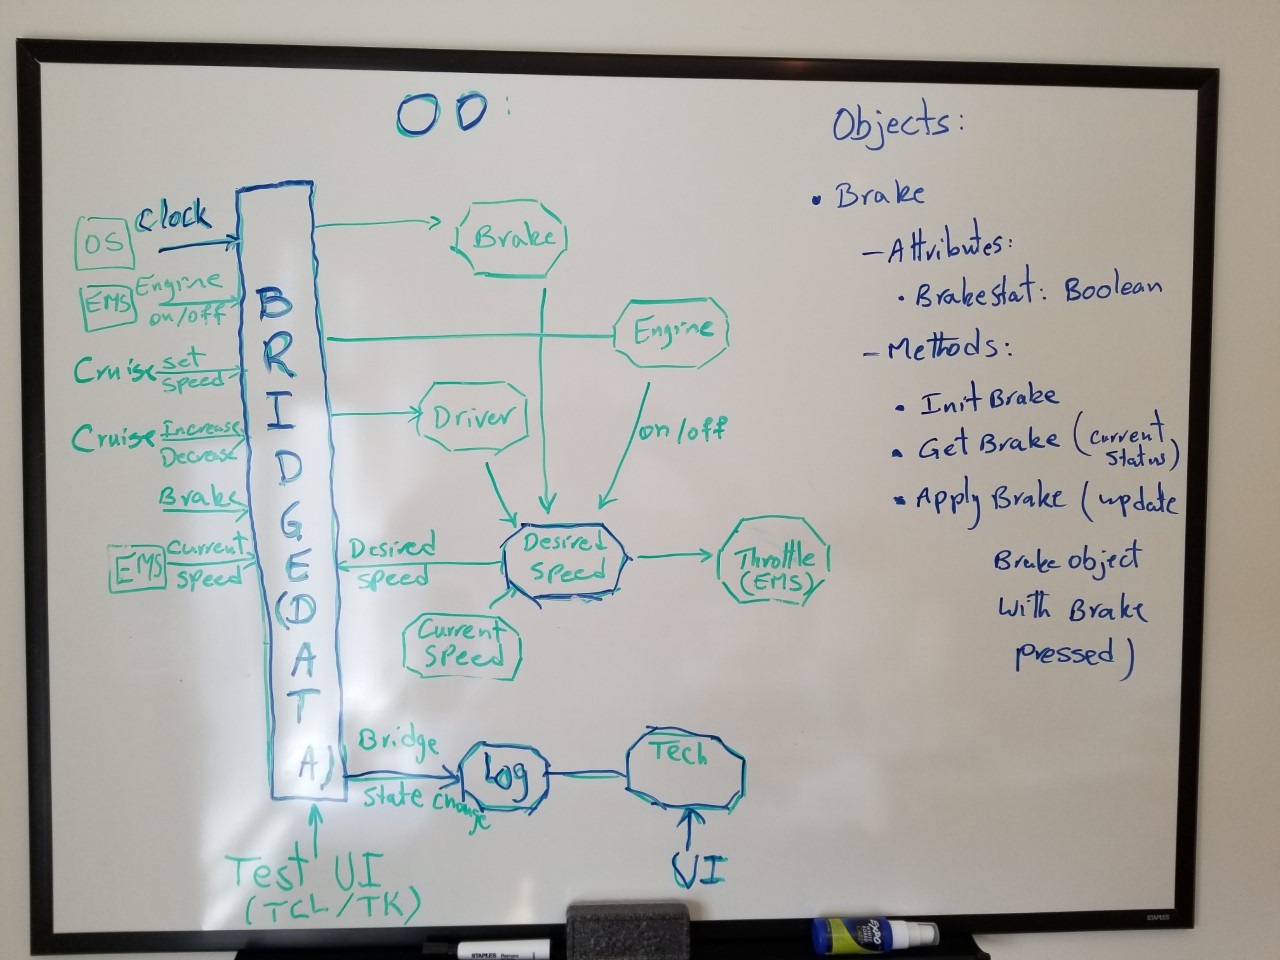 OO:
Clock
OS
Engine
on/off
EMS
Cruise set
speed
Cruise Increase
Decrease
Brake
EMS Current
speed
BRIDGE(DATA)
Brake
Engine
Driver
on/off
Desired
speed
Desired
Speed
Throttle
(EMS)
Current
Speed
Bridge
State change
Log
Tech
UI
Test UI
(TCL/TK)
Objects:
• Brake
- Attributes:
• Brakestat: Boolean
- Methods:
• Init Brake
• Get Brake (current
status)
• Apply Brake (update
Brake object
with Brake
pressed)
STAPLES
STAPLES
EXPO